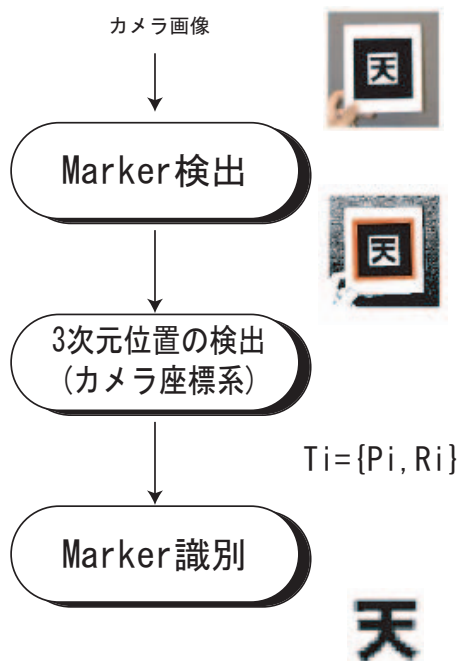 カメラ画像
天
Marker検出
天
3次元位置の検出
(カメラ座標系)
Ti={Pi,Ri}
Marker識別
天